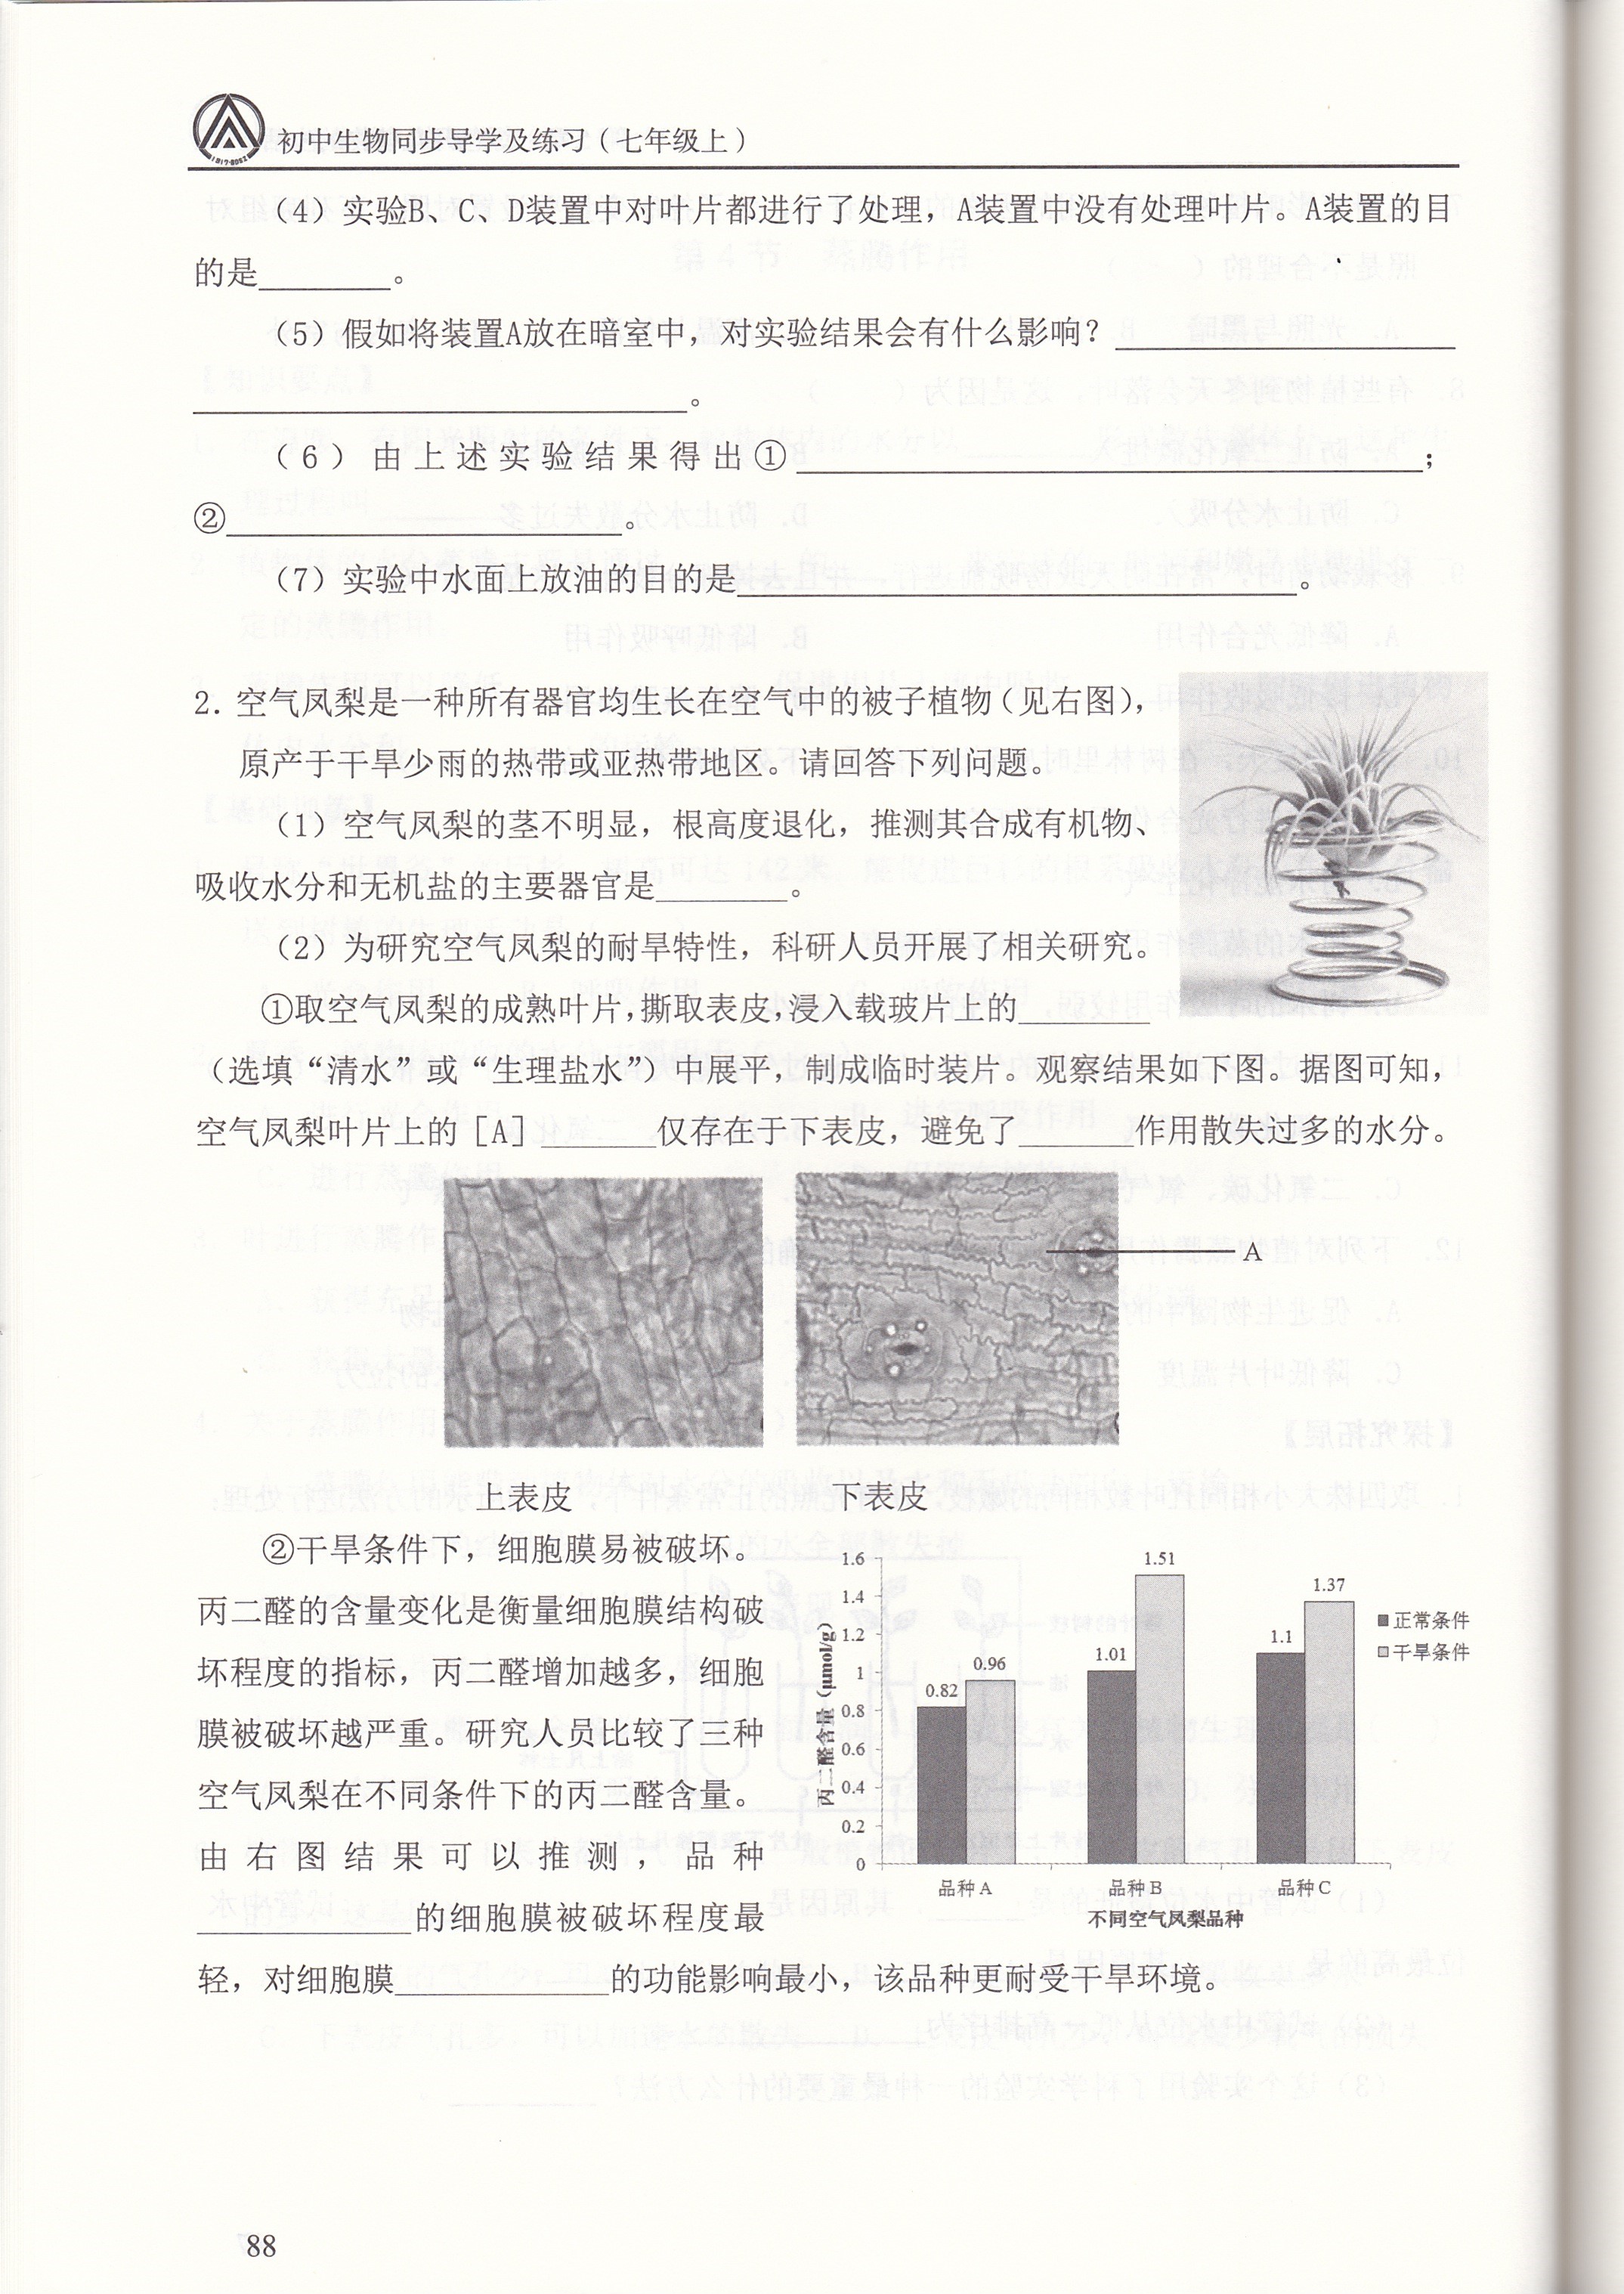 1917-BDFZ
初中生物同步导学及练习（七年级上）
（4）实验B、C、D装置中对叶片都进行了处理，A装置中没有处理叶片。A装置的目
的是________。
（5）假如将装置A放在暗室中，对实验结果会有什么影响？________
________。
（6）由上述实验结果得出①________；
②________。
（7）实验中水面上放油的目的是________。
2．空气凤梨是一种所有器官均生长在空气中的被子植物（见右图），
原产于干旱少雨的热带或亚热带地区。请回答下列问题。
（1）空气凤梨的茎不明显，根高度退化，推测其合成有机物、
吸收水分和无机盐的主要器官是________。
（2）为研究空气凤梨的耐旱特性，科研人员开展了相关研究。
①取空气凤梨的成熟叶片，撕取表皮，浸入载玻片上的________
（选填“清水”或“生理盐水”）中展平，制成临时装片。观察结果如下图。据图可知，
空气凤梨叶片上的［A］________仅存在于下表皮，避免了________作用散失过多的水分。
A
上表皮
下表皮
②干旱条件下，细胞膜易被破坏。
丙二醛的含量变化是衡量细胞膜结构破
坏程度的指标，丙二醛增加越多，细胞
膜被破坏越严重。研究人员比较了三种
空气凤梨在不同条件下的丙二醛含量。
由右图结果可以推测，品种
________的细胞膜被破坏程度最
轻，对细胞膜________的功能影响最小，该品种更耐受干旱环境。
丙二醛含量（μmol/g）
1.6
1.4
1.2
1
0.8
0.6
0.4
0.2
0
0.82
0.96
1.01
1.51
1.1
1.37
正常条件
干旱条件
品种A
品种B
品种C
不同空气凤梨品种
88